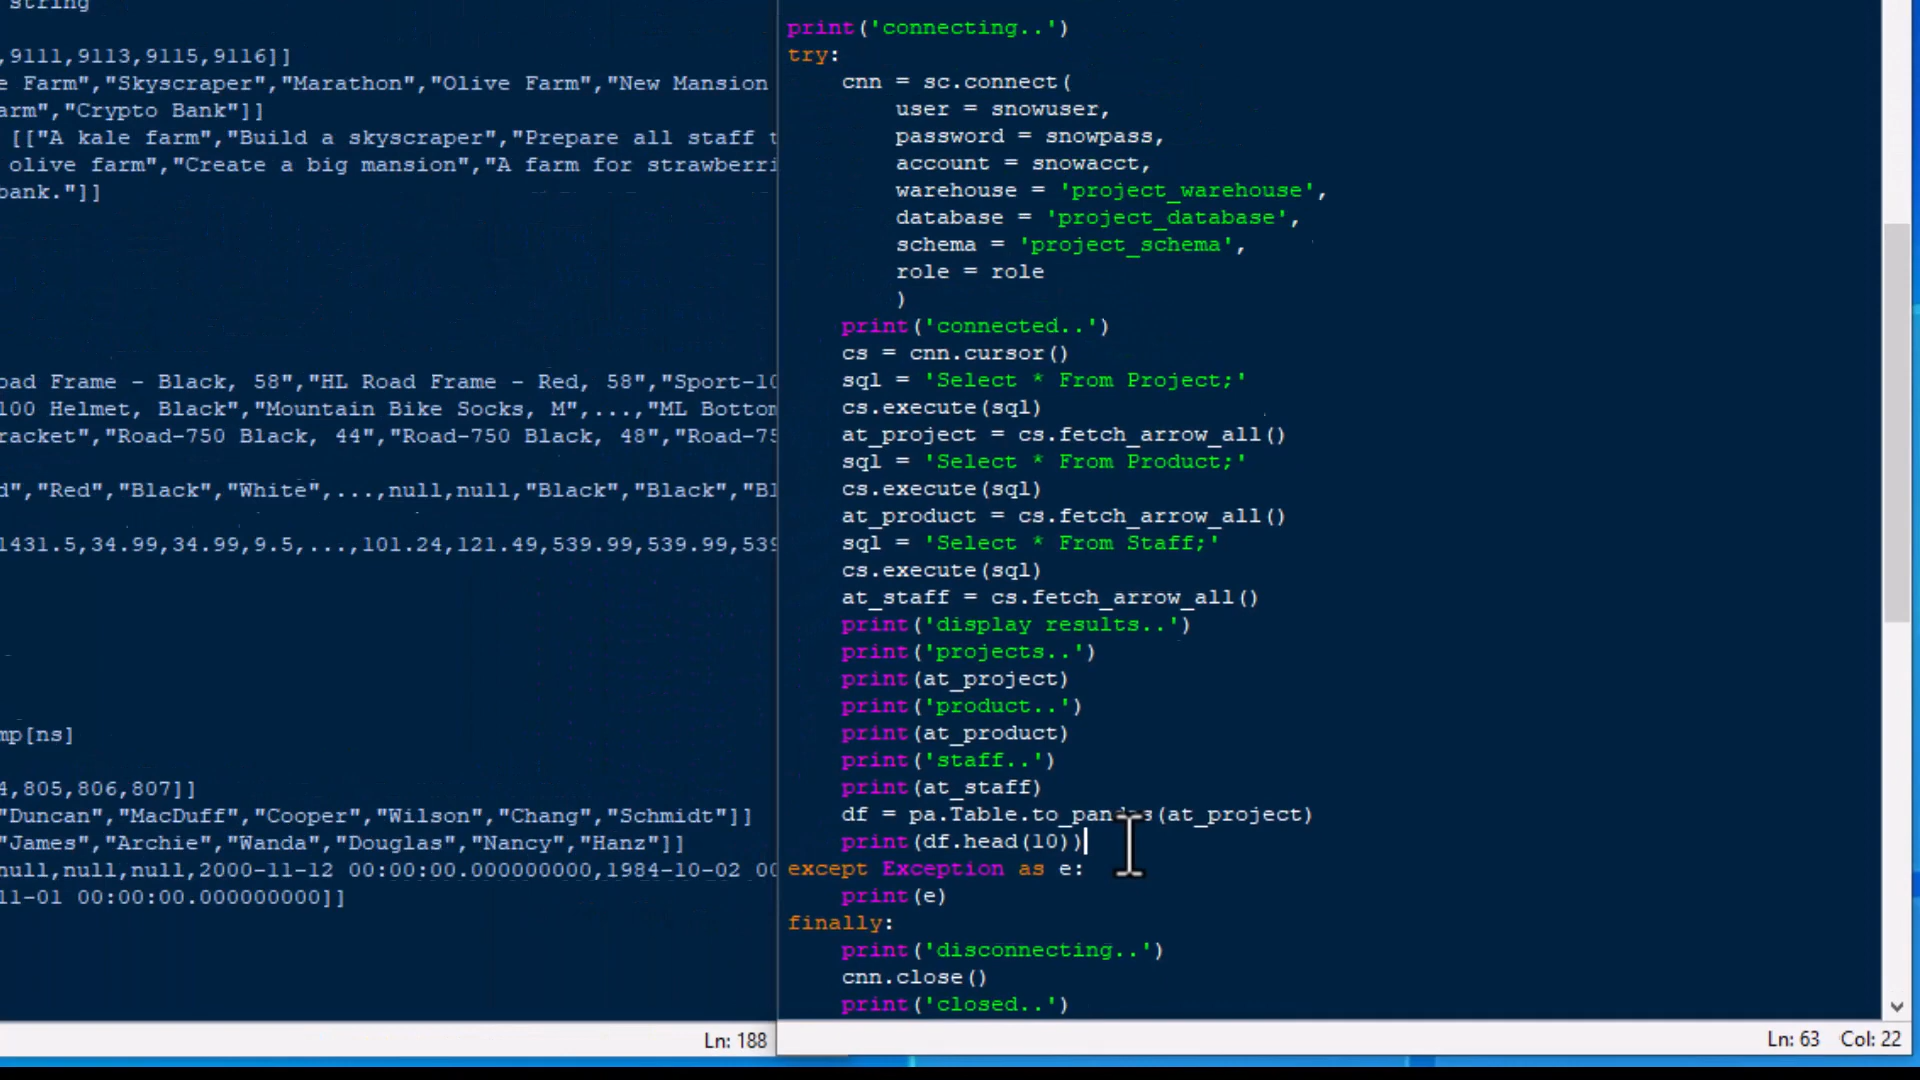 string
,9111,9113,9115,9116]]
e Farm","Skyscraper","Marathon","Olive Farm","New Mansion
arm","Crypto Bank"]]
[["A kale farm","Build a skyscraper","Prepare all staff t
olive farm","Create a big mansion","A farm for strawberri
bank."]]
oad Frame - Black, 58","HL Road Frame - Red, 58","Sport-10
100 Helmet, Black","Mountain Bike Socks, M",...,"ML Bottom
racket","Road-750 Black, 44","Road-750 Black, 48","Road-75
d","Red","Black","White",...,null,null,"Black","Black","Bl
1431.5,34.99,34.99,9.5,...,101.24,121.49,539.99,539.99,539
mp[ns]
4,805,806,807]]
"Duncan","MacDuff","Cooper","Wilson","Chang","Schmidt"]]
"James","Archie","Wanda","Douglas","Nancy","Hanz"]]
null,null,null,2000-11-12 00:00:00.000000000,1984-10-02 00
11-01 00:00:00.000000000]]
Ln: 188
print('connecting..')
try:
    cnn = sc.connect(
        user = snowuser,
        password = snowpass,
        account = snowacct,
        warehouse = 'project_warehouse',
        database = 'project_database',
        schema = 'project_schema',
        role = role
        )
    print('connected..')
    cs = cnn.cursor()
    sql = 'Select * From Project;'
    cs.execute(sql)
    at_project = cs.fetch_arrow_all()
    sql = 'Select * From Product;'
    cs.execute(sql)
    at_product = cs.fetch_arrow_all()
    sql = 'Select * From Staff;'
    cs.execute(sql)
    at_staff = cs.fetch_arrow_all()
    print('display results..')
    print('projects..')
    print(at_project)
    print('product..')
    print(at_product)
    print('staff..')
    print(at_staff)
    df = pa.Table.to_pandas(at_project)
    print(df.head(10))
except Exception as e:
    print(e)
finally:
    print('disconnecting..')
    cnn.close()
    print('closed..')
Ln: 63 Col: 22